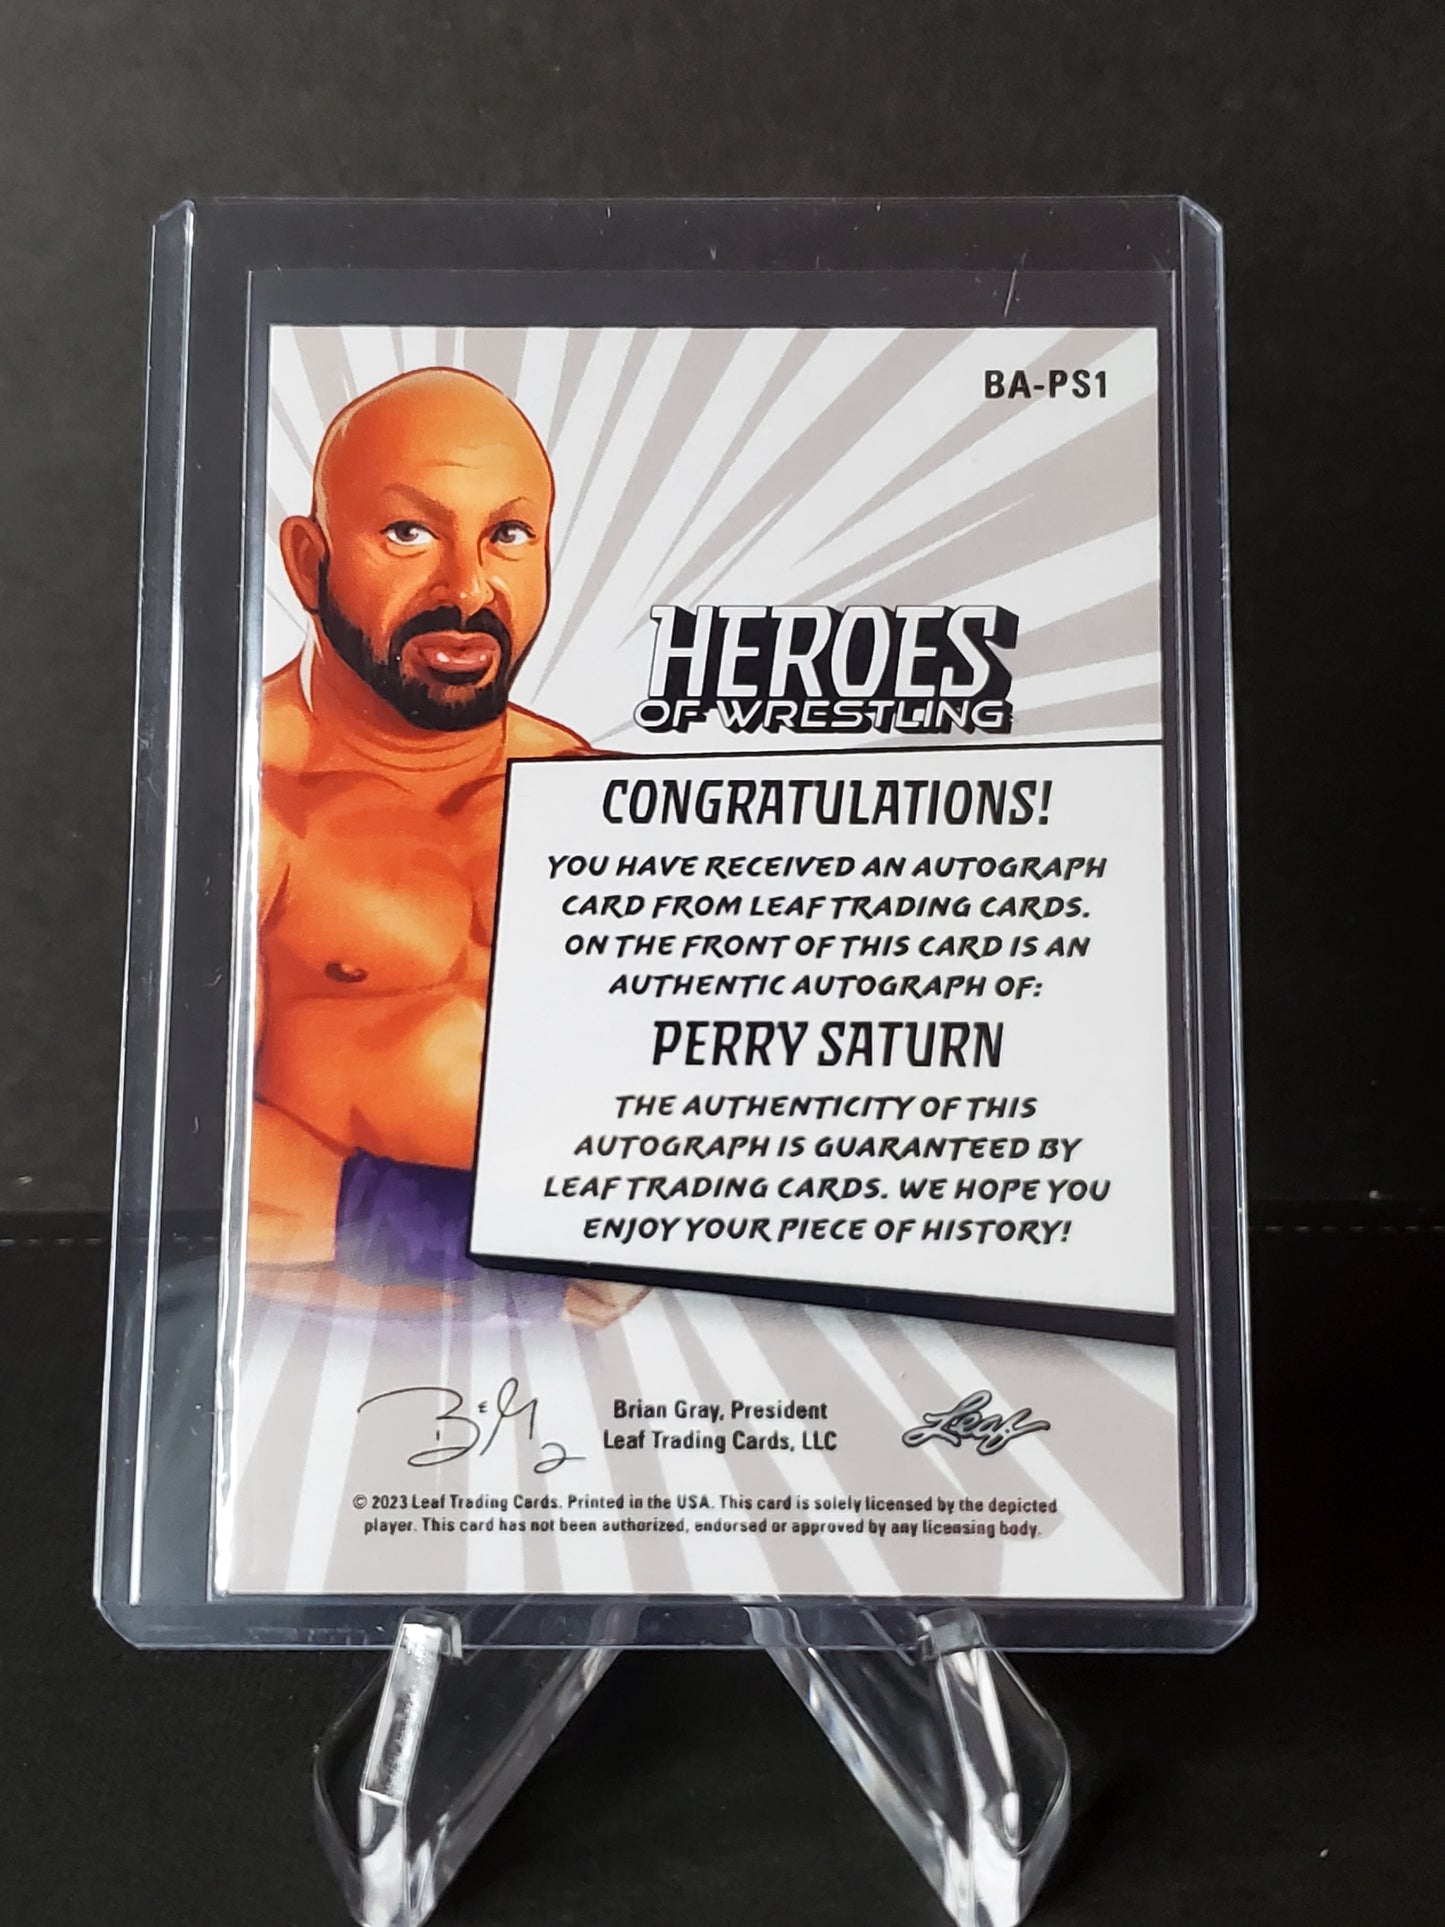 BA-PS1
HEROES
OF WRESTLING
CONGRATULATIONS!
YOU HAVE RECEIVED AN AUTOGRAPH
CARD FROM LEAF TRADING CARDS.
ON THE FRONT OF THIS CARD IS AN
AUTHENTIC AUTOGRAPH OF:
PERRY SATURN
THE AUTHENTICITY OF THIS
AUTOGRAPH IS GUARANTEED BY
LEAF TRADING CARDS. WE HOPE YOU
ENJOY YOUR PIECE OF HISTORY!
Brian Gray, President
Leaf Trading Cards, LLC
Leaf
© 2023 Leaf Trading Cards. Printed in the USA. This card is solely licensed by the depicted
player. This card has not been authorized, endorsed or approved by any licensing body.